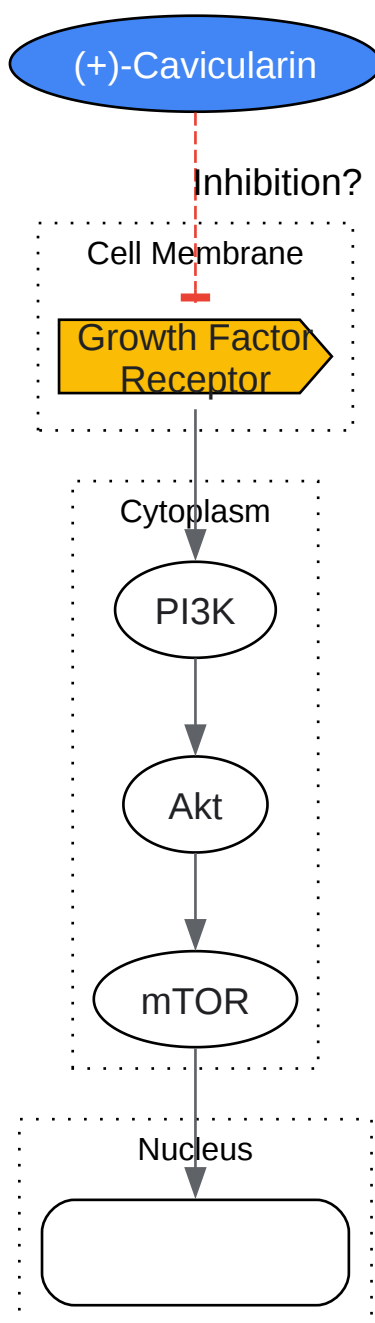 (+)-Cavicularin
Inhibition?
Cell Membrane
Growth Factor
Receptor
Cytoplasm
PI3K
Akt
mTOR
Nucleus